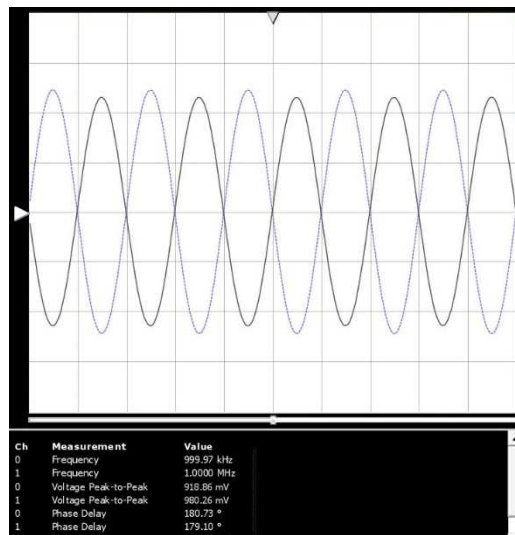 Ch Measurement Value
0 Frequency 999.97 kHz
1 Frequency 1.0000 MHz
0 Voltage Peak-to-Peak 918.86 mV
1 Voltage Peak-to-Peak 980.26 mV
0 Phase Delay 180.73 °
1 Phase Delay 179.10 °